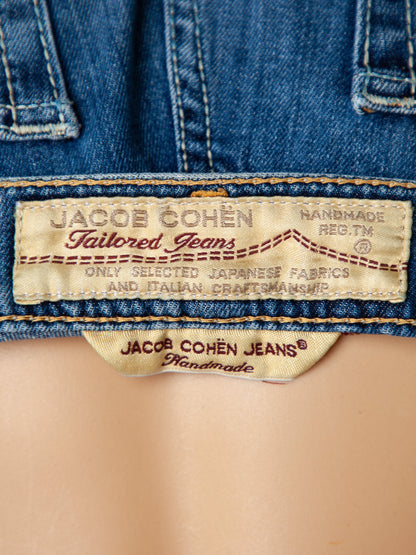 JACOB COHËN
HANDMADE
REG.TM
Tailored Jeans
®
ONLY SELECTED JAPANESE FABRICS
AND ITALIAN CRAFTSMANSHIP
JACOB COHËN JEANS®
Handmade